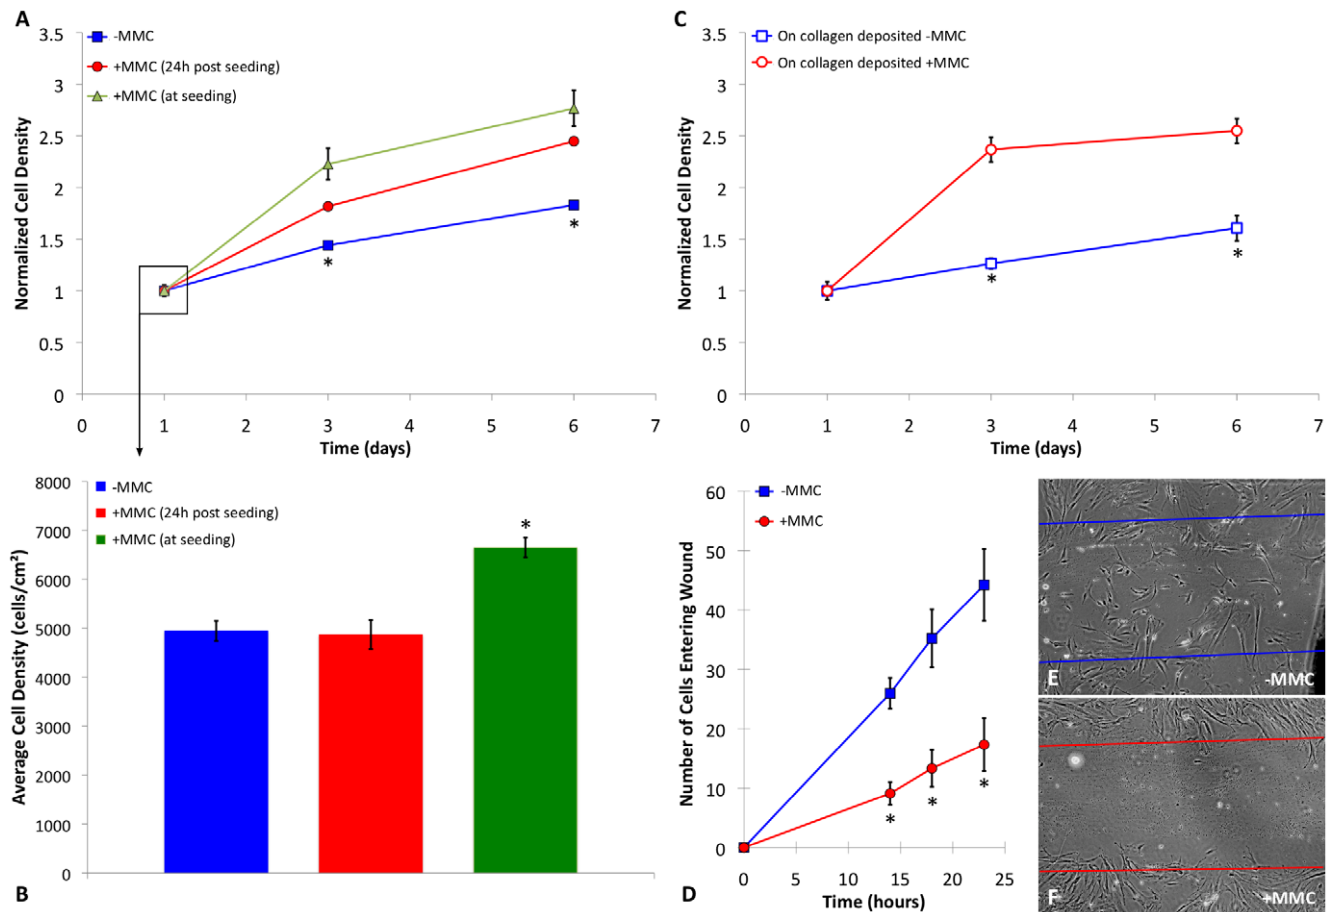 A
-MMC
+MMC (24h post seeding)
+MMC (at seeding)
Normalized Cell Density
3.5
3
2.5
2
1.5
1
0.5
0
*
*
0 1 2 3 4 5 6 7
Time (days)
C
On collagen deposited -MMC
On collagen deposited +MMC
Normalized Cell Density
3.5
3
2.5
2
1.5
1
0.5
0
*
*
0 1 2 3 4 5 6 7
Time (days)
B
-MMC
+MMC (24h post seeding)
+MMC (at seeding)
Average Cell Density (cells/cm²)
8000
7000
6000
5000
4000
3000
2000
1000
0
*
D
-MMC
+MMC
Number of Cells Entering Wound
60
50
40
30
20
10
0
* * *
0 5 10 15 20 25
Time (hours)
E -MMC
F +MMC